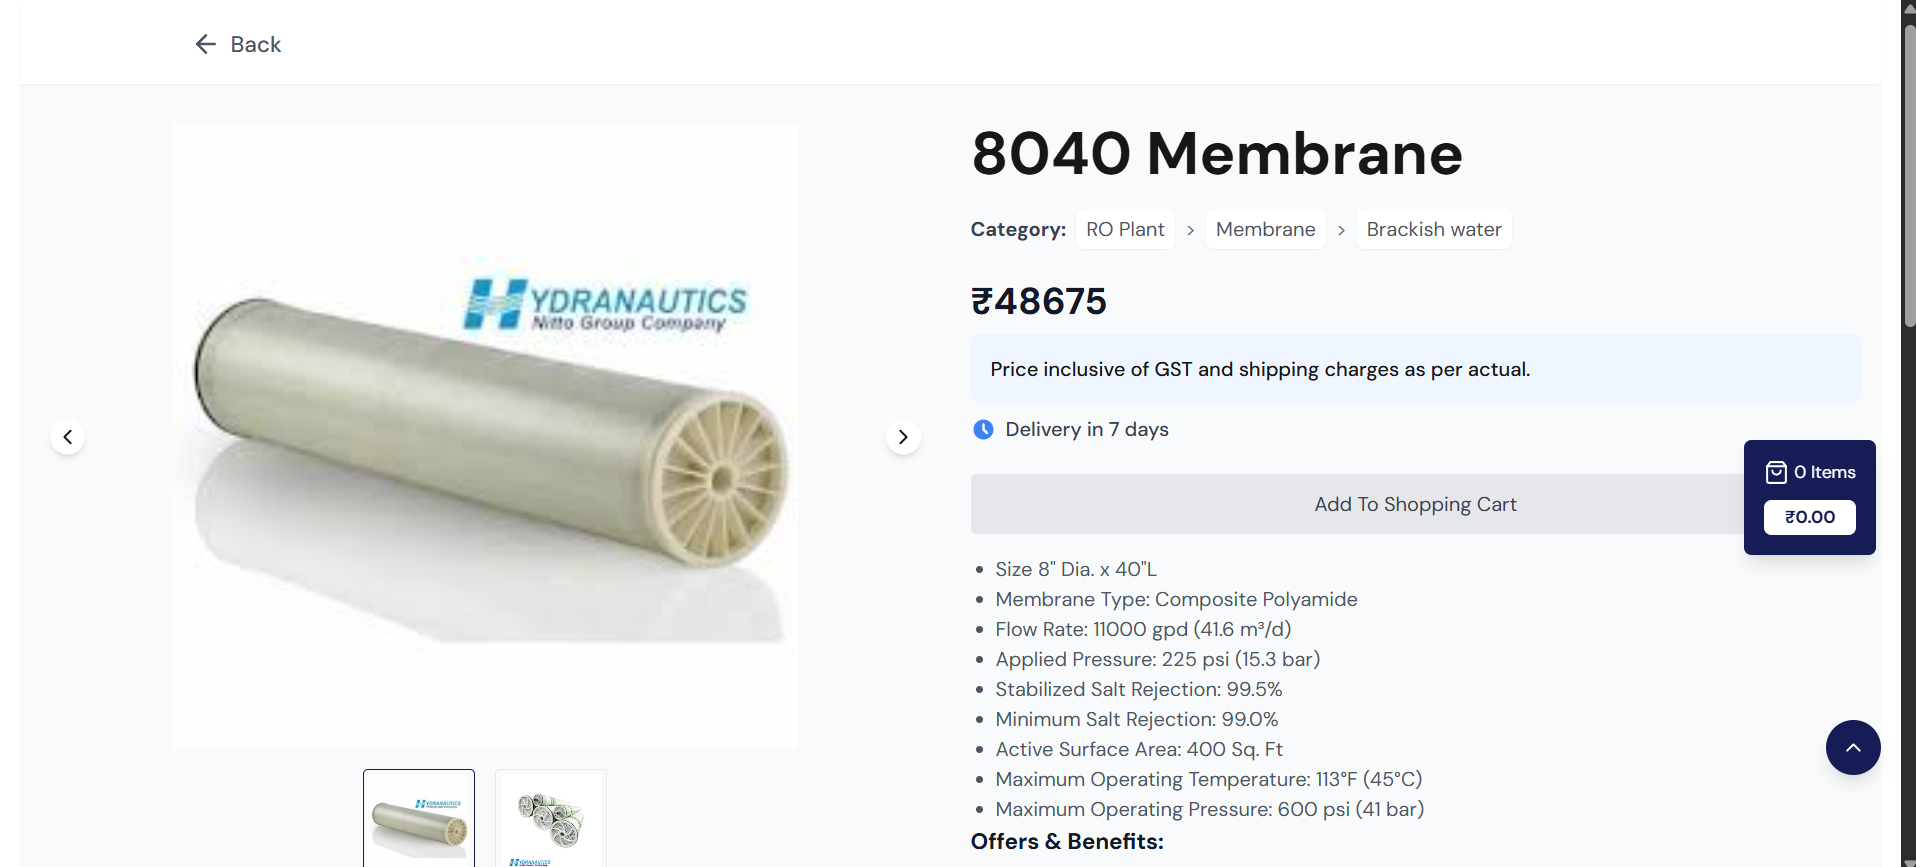 Back
YDRANAUTICS
Nitto Group Company
8040 Membrane
Category: RO Plant > Membrane > Brackish water
₹48675
Price inclusive of GST and shipping charges as per actual.
Delivery in 7 days
0 Items
₹0.00
Add To Shopping Cart
• Size 8" Dia. x 40"L
• Membrane Type: Composite Polyamide
• Flow Rate: 11000 gpd (41.6 m³/d)
• Applied Pressure: 225 psi (15.3 bar)
• Stabilized Salt Rejection: 99.5%
• Minimum Salt Rejection: 99.0%
• Active Surface Area: 400 Sq. Ft
• Maximum Operating Temperature: 113°F (45°C)
• Maximum Operating Pressure: 600 psi (41 bar)
Offers & Benefits: